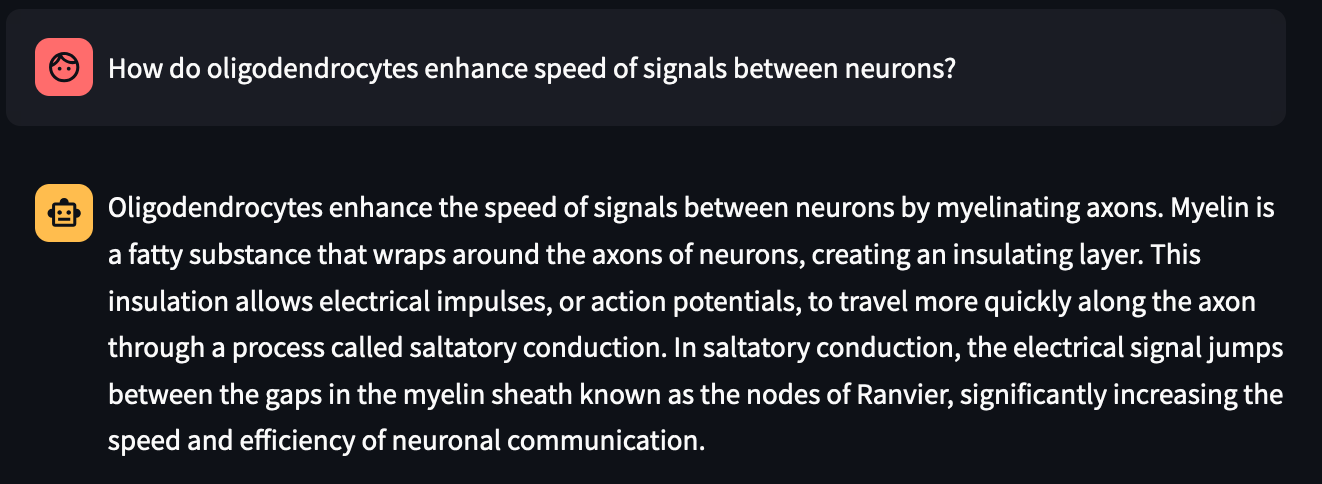 How do oligodendrocytes enhance speed of signals between neurons?
Oligodendrocytes enhance the speed of signals between neurons by myelinating axons. Myelin is
a fatty substance that wraps around the axons of neurons, creating an insulating layer. This
insulation allows electrical impulses, or action potentials, to travel more quickly along the axon
through a process called saltatory conduction. In saltatory conduction, the electrical signal jumps
between the gaps in the myelin sheath known as the nodes of Ranvier, significantly increasing the
speed and efficiency of neuronal communication.